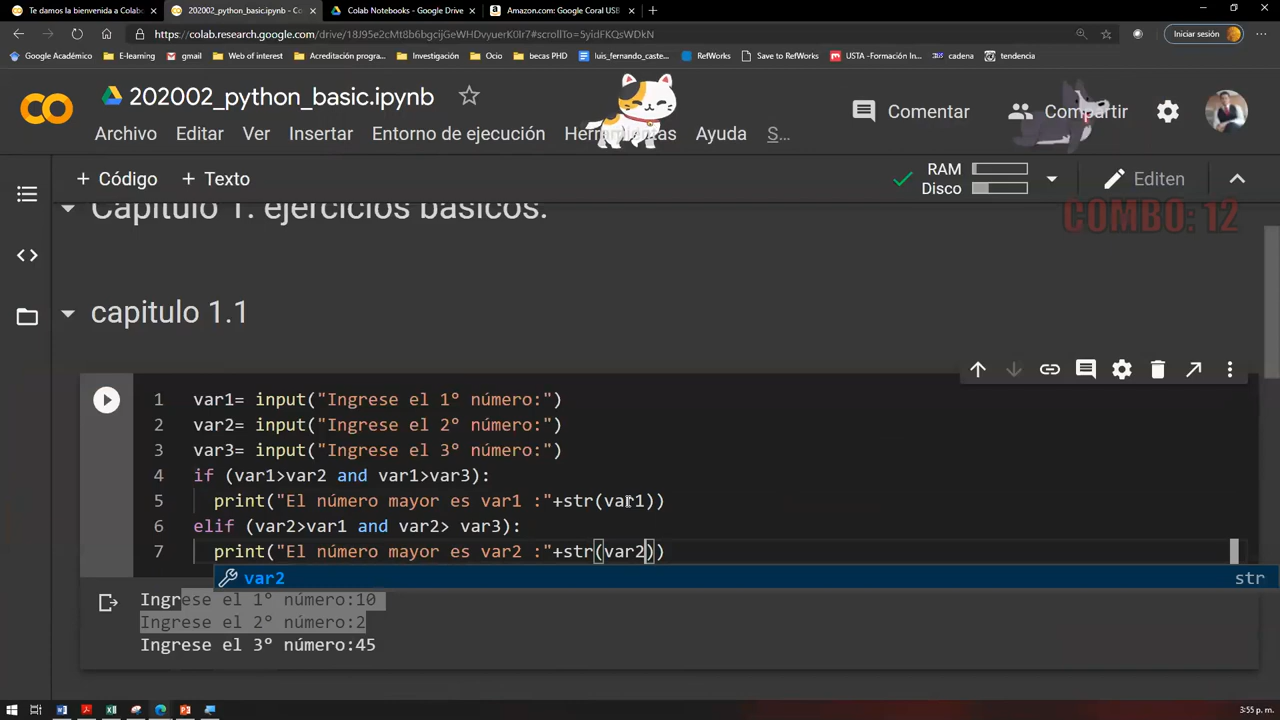 Te damos la bienvenida a Colabo
202002_python_basic.ipynb - Co
Colab Notebooks - Google Drive
Amazon.com: Google Coral USB
https://colab.research.google.com/drive/18J95e2cMt8b6bgcijGeWHDvyuerK0Ir7#scrollTo=5yidFKQsWDcN
Iniciar sesión
Google Académico
E-Learning
gmail
Web of interest
Acreditación progra...
Investigación
Ocio
becas PHD
luis_fernando_caste...
RefWorks
Save to RefWorks
USTA –Formación In...
cadena
tendencia
202002_python_basic.ipynb
Comentar
Compartir
Archivo
Editar
Ver
Insertar
Entorno de ejecución
Herramientas
Ayuda
S...
+ Código
+ Texto
RAM
Disco
Editen
COMBO: 12
Capitulo 1. ejercicios basicos.
capitulo 1.1
1 var1= input("Ingrese el 1° número:")
2 var2= input("Ingrese el 2° número:")
3 var3= input("Ingrese el 3° número:")
4 if (var1>var2 and var1>var3):
5 print("El número mayor es var1 :"+str(var1))
6 elif (var2>var1 and var2> var3):
7 print("El número mayor es var2 :"+str(var2))
var2
str
Ingrese el 1° número:10
Ingrese el 2° número:2
Ingrese el 3° número:45
3:55 p. m.